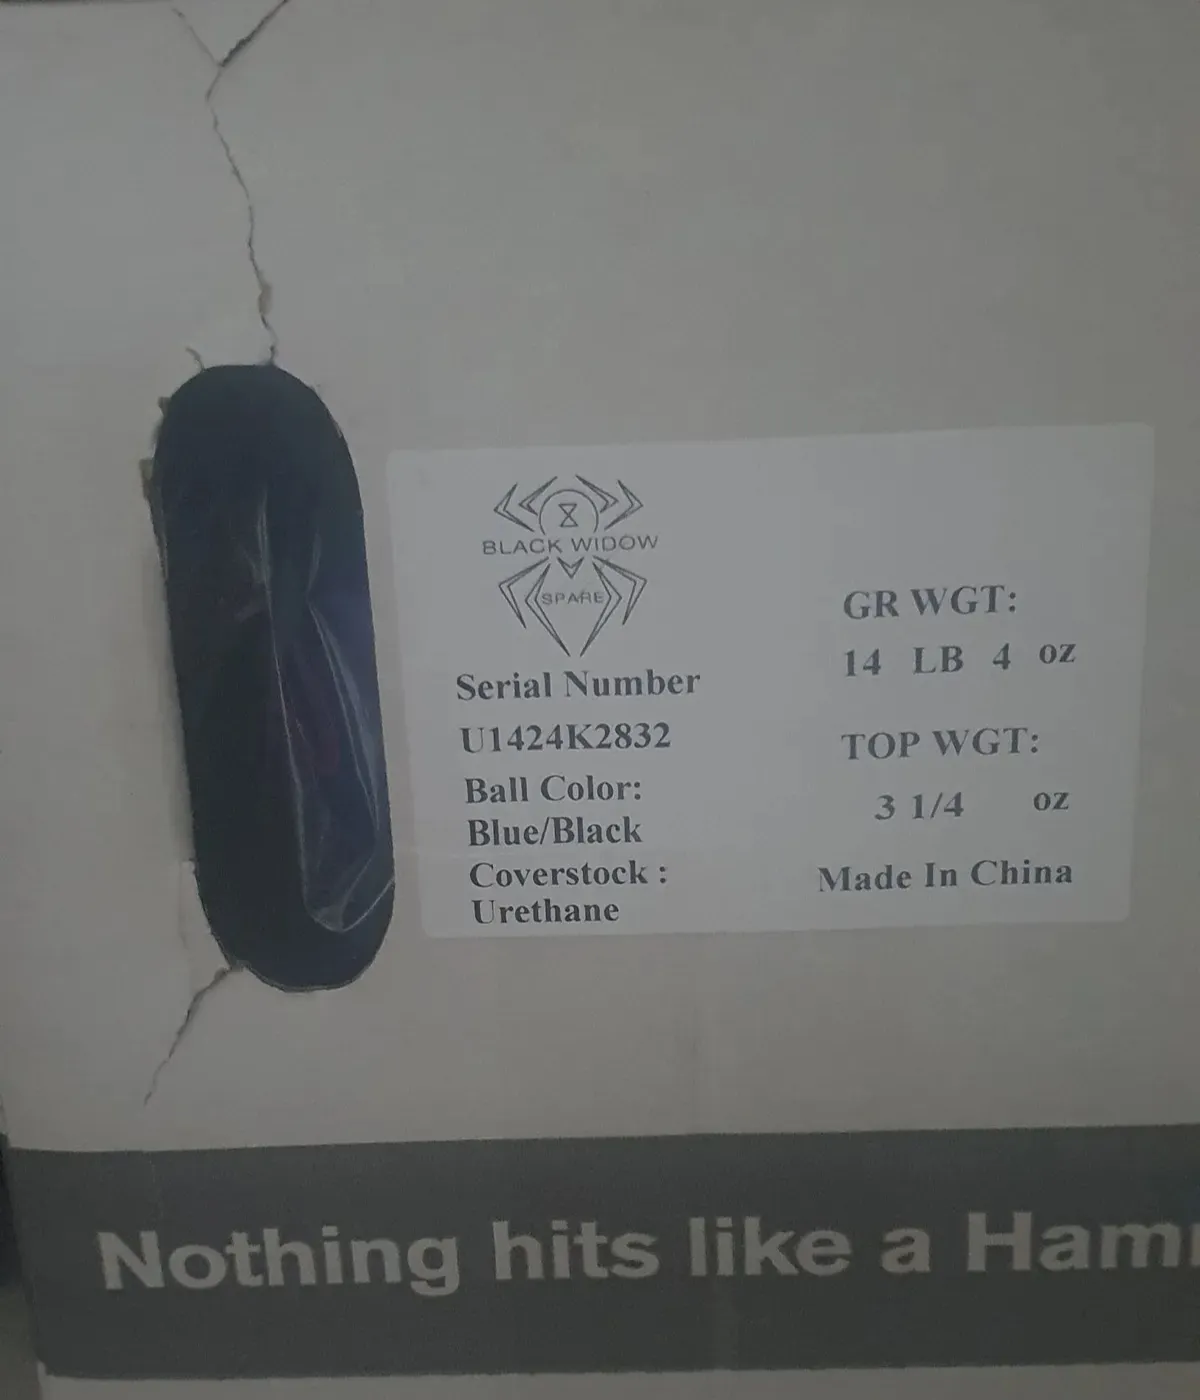 BLACK WIDOW
SPARE
Serial Number
U1424K2832
Ball Color:
Blue/Black
Coverstock :
Urethane
GR WGT:
14 LB 4 oz
TOP WGT:
3 1/4 oz
Made In China
Nothing hits like a Ham